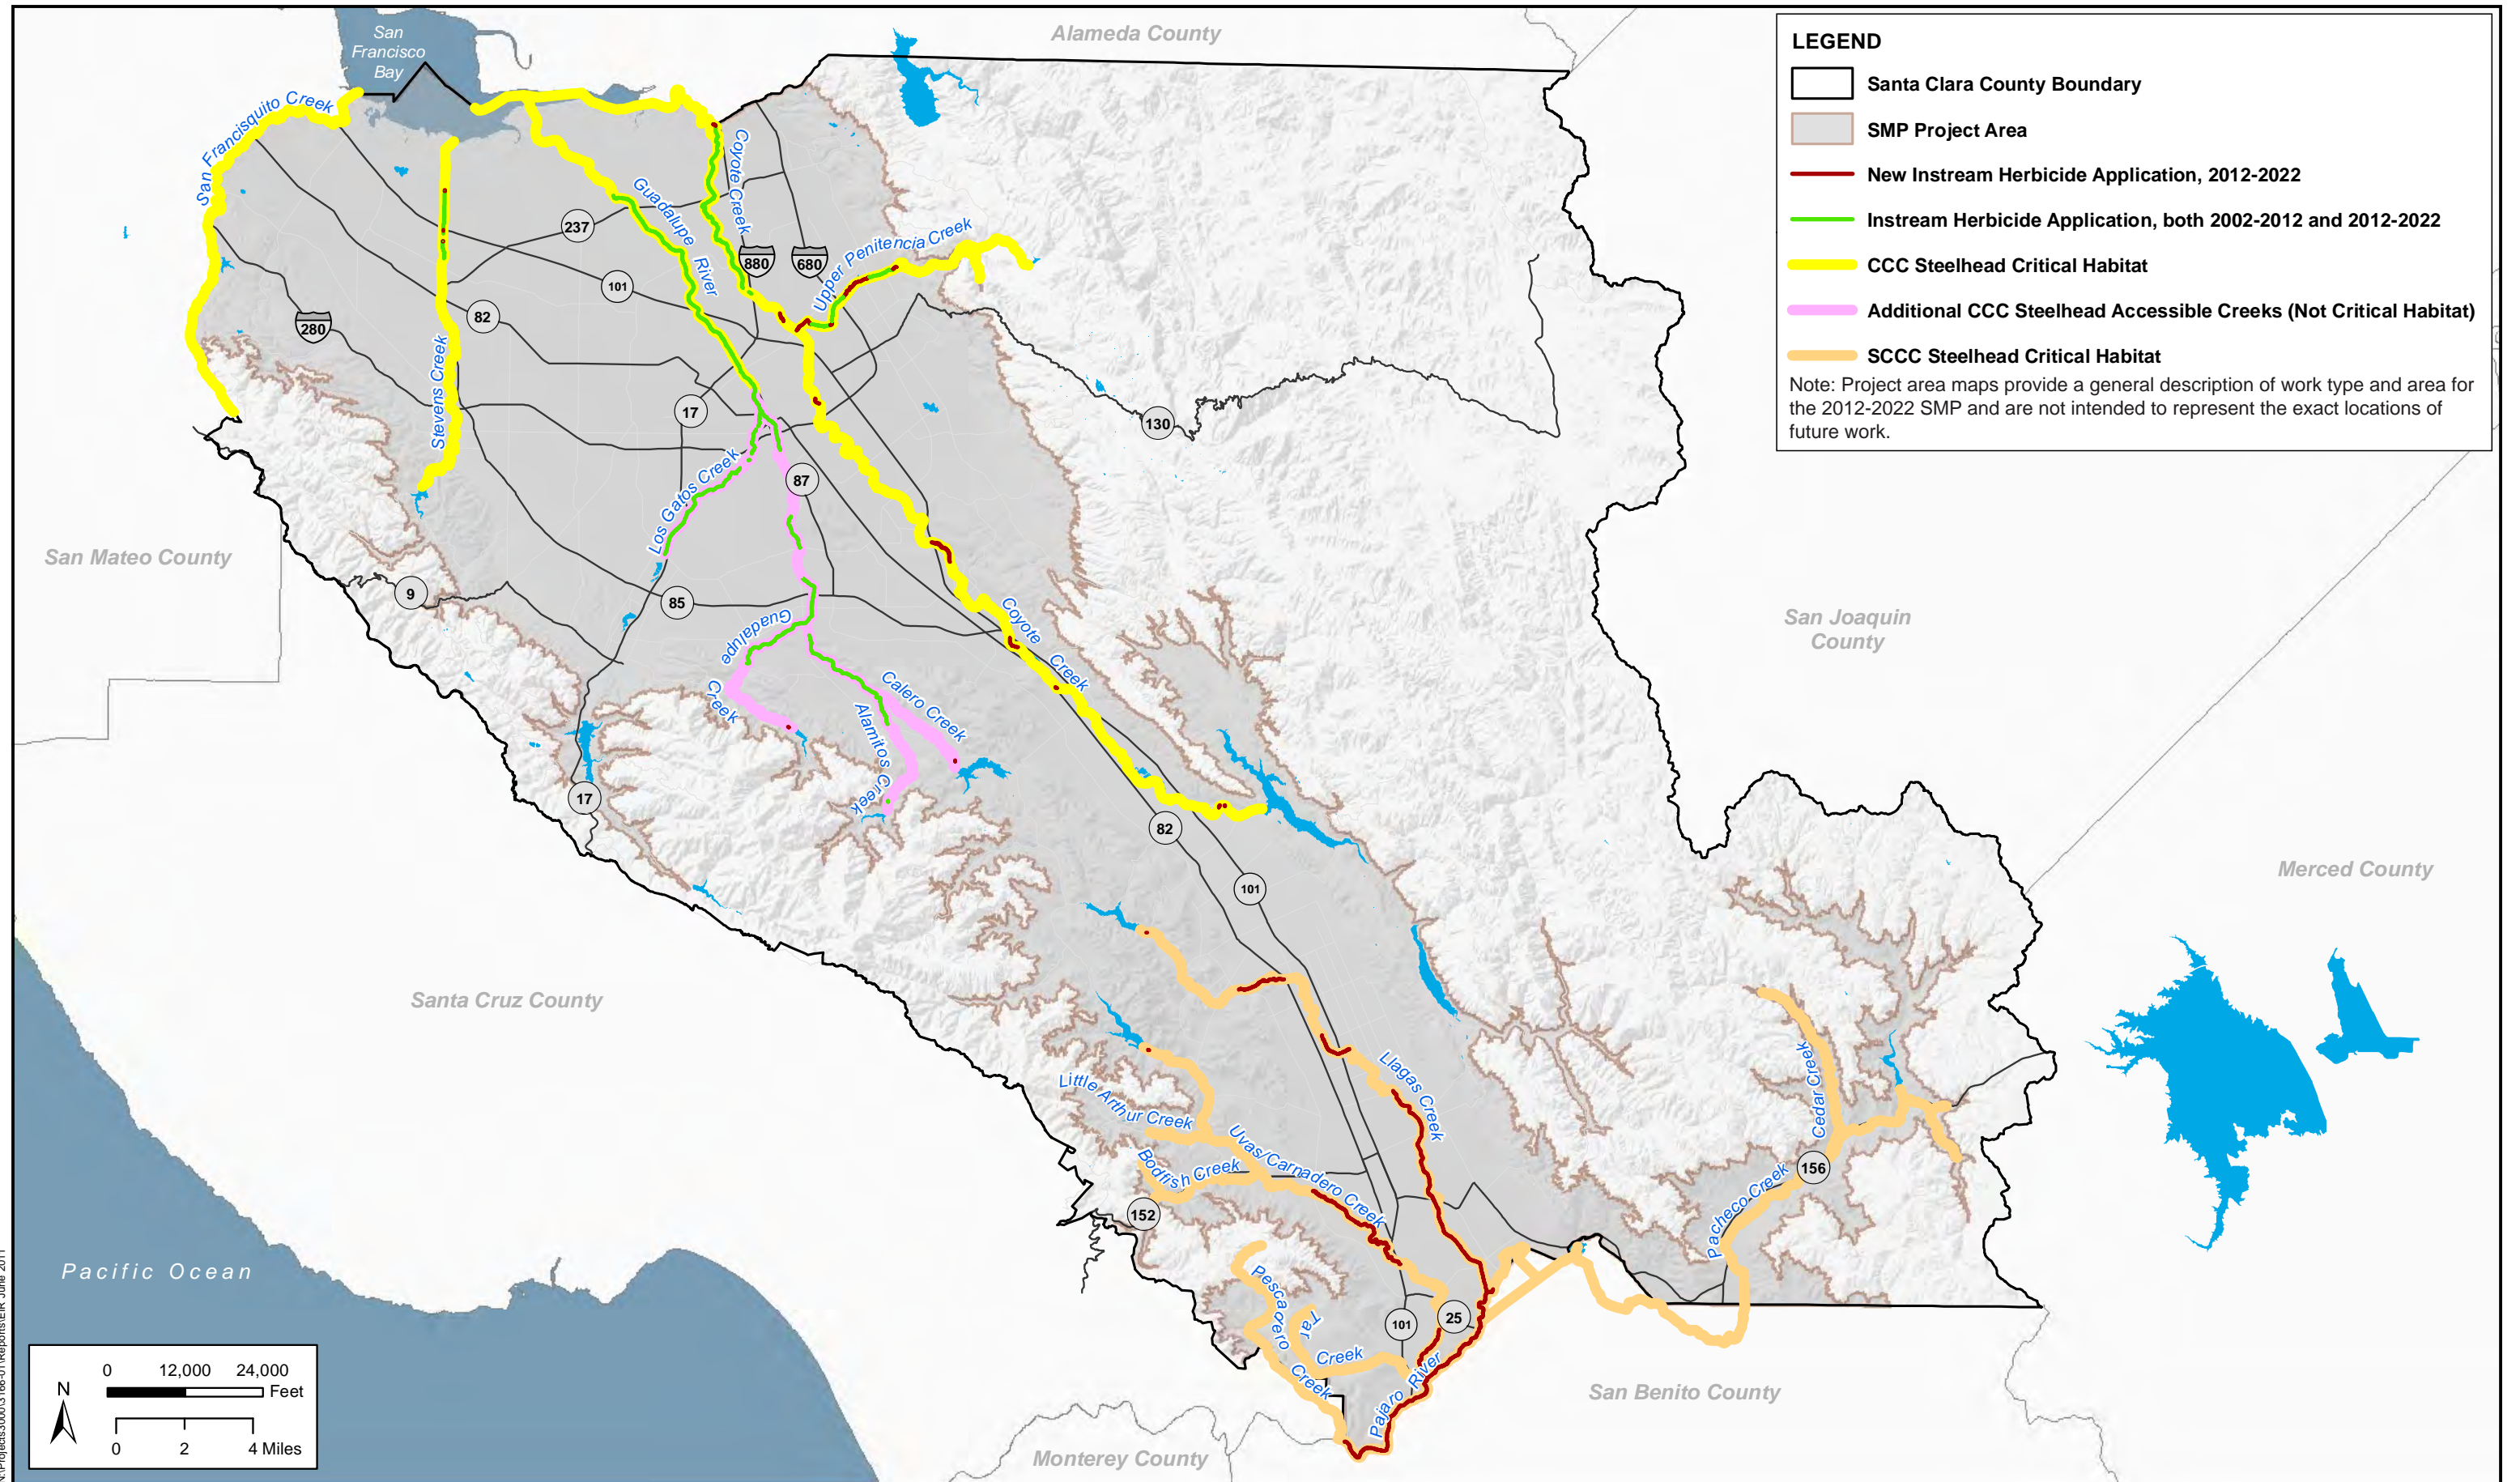 San
Francisco
Bay
Alameda County
LEGEND
Santa Clara County Boundary
SMP Project Area
New Instream Herbicide Application, 2012-2022
Instream Herbicide Application, both 2002-2012 and 2012-2022
CCC Steelhead Critical Habitat
Additional CCC Steelhead Accessible Creeks (Not Critical Habitat)
SCCC Steelhead Critical Habitat
Note: Project area maps provide a general description of work type and area for
the 2012-2022 SMP and are not intended to represent the exact locations of
future work.
San Francisquito Creek
Coyote Creek
Guadalupe
River
237
880
680
Upper Penitencia Creek
101
280
82
Stevens Creek
17
130
87
Los Gatos Creek
San Mateo County
9
85
Guadalupe
Creek
Coyote
Creek
San Joaquin
County
Calero Creek
Alamitos
Creek
17
82
101
Merced County
Santa Cruz County
Llagas Creek
Little Arthur Creek
Uvas/Carnadero Creek
Bodfish Creek
Cedar Creek
156
Pacheco Creek
152
Pacific Ocean
Pescadero
Creek
Tar
Creek
101
25
Pajaro River
San Benito County
Monterey County
N
0 12,000 24,000
Feet
0 2 4 Miles